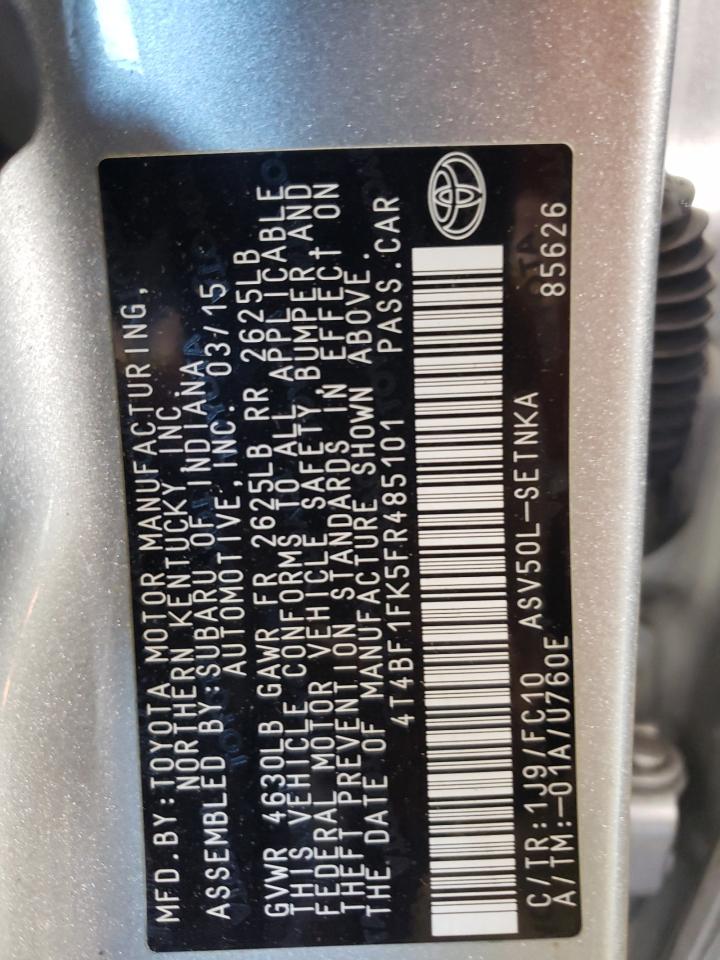 MFD.BY:TOYOTA MOTOR MANUFACTURING,
NORTHERN KENTUCKY,INC.
ASSEMBLED BY:SUBARU OF INDIANA
AUTOMOTIVE,INC. 03/15
GVWR 4630LB GAWR FR 2625LB RR 2625LB
THIS VEHICLE CONFORMS TO ALL APPLICABLE
FEDERAL MOTOR VEHICLE SAFETY,BUMPER,AND
THEFT PREVENTION STANDARDS IN EFFECT ON
THE DATE OF MANUFACTURE SHOWN ABOVE.
4T4BF1FK5FR485101 PASS.CAR
C/TR:1J9/FC10 ASV50L-SETNKA
A/TM:-01A/U760E 85626